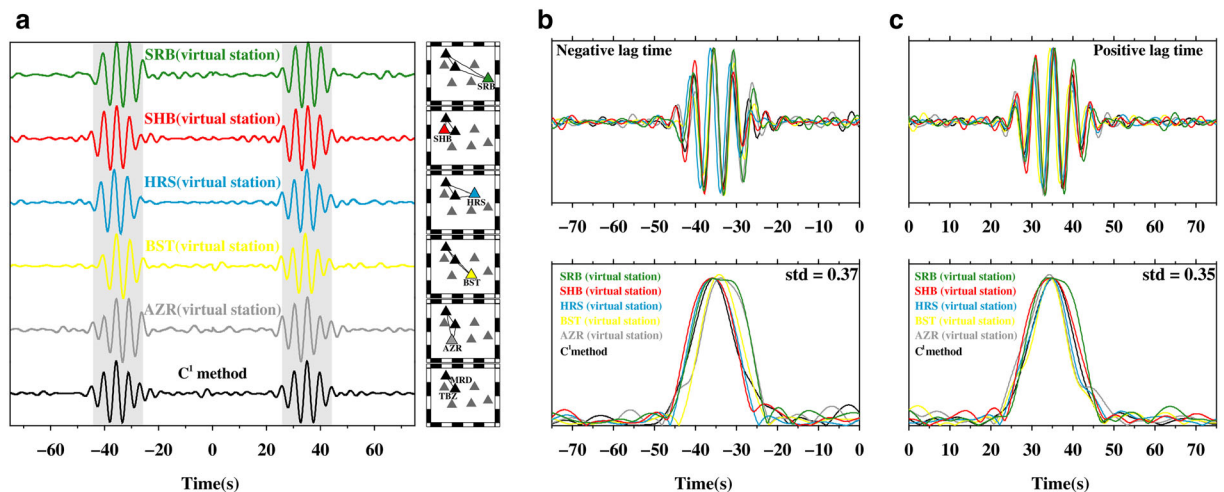 a
SRB(virtual station)
SHB(virtual station)
HRS(virtual station)
BST(virtual station)
AZR(virtual station)
C¹ method
−60 −40 −20 0 20 40 60
Time(s)
SRB
SHB
HRS
BST
AZR
MRD
TBZ
b
Negative lag time
−70 −60 −50 −40 −30 −20 −10 0
SRB (virtual station)
SHB (virtual station)
HRS (virtual station)
BST (virtual station)
AZR (virtual station)
C¹ method
std = 0.37
−70 −60 −50 −40 −30 −20 −10 0
Time(s)
c
Positive lag time
0 10 20 30 40 50 60 70
SRB (virtual station)
SHB (virtual station)
HRS (virtual station)
BST (virtual station)
AZR (virtual station)
C¹ method
std = 0.35
0 10 20 30 40 50 60 70
Time(s)